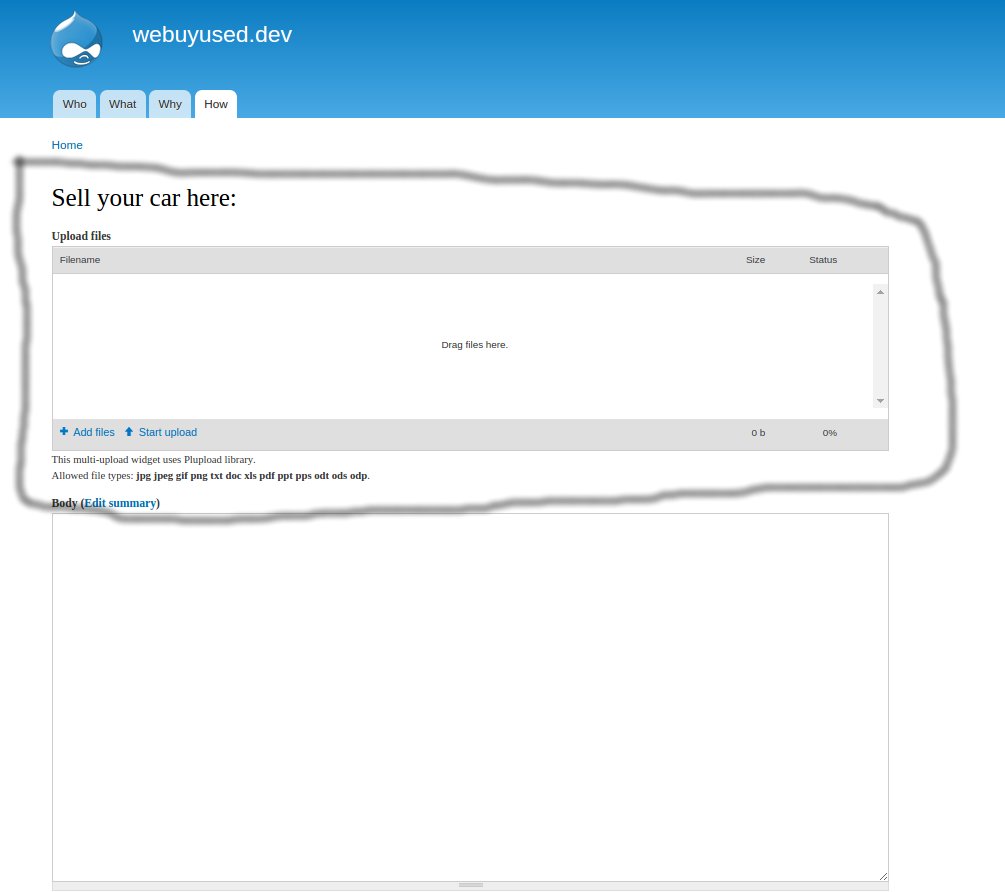 webuyused.dev
Who What Why How
Home
Sell your car here:
Upload files
Filename Size Status
Drag files here.
Add files Start upload 0 b 0%
This multi-upload widget uses Plupload library.
Allowed file types: jpg jpeg gif png txt doc xls pdf ppt pps odt ods odp.
Body (Edit summary)